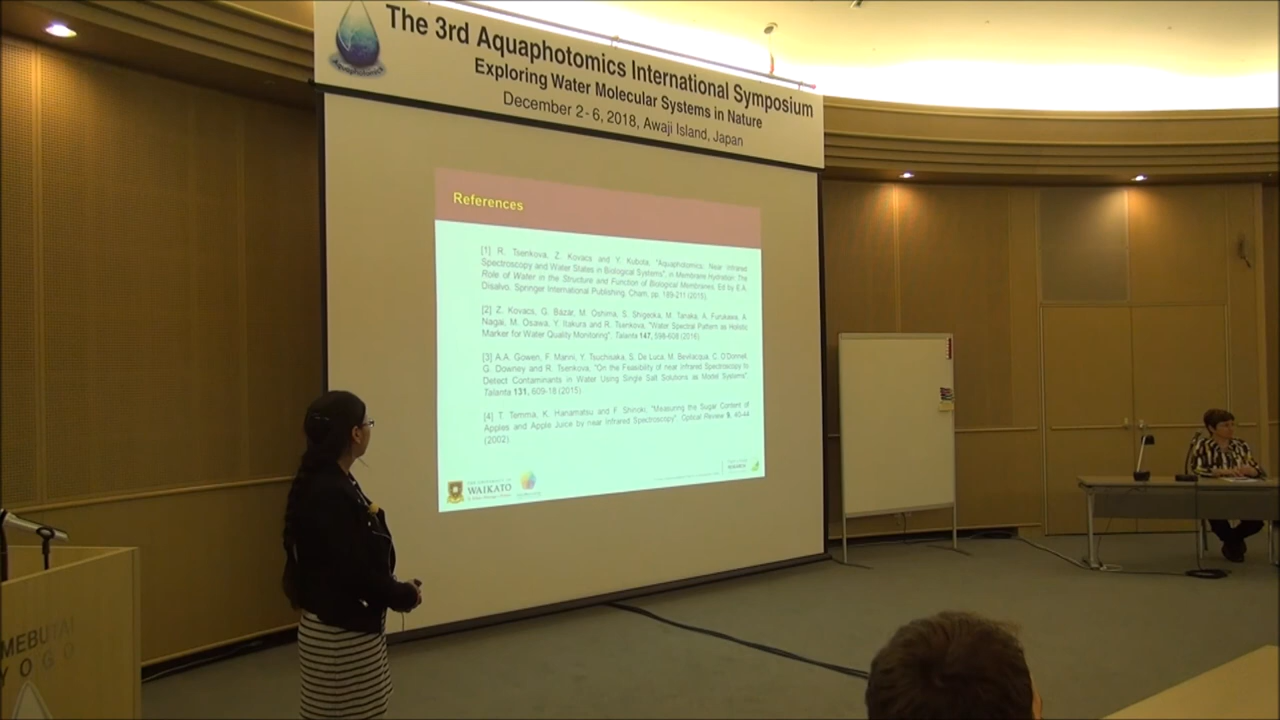 The 3rd Aquaphotomics International Symposium
Exploring Water Molecular Systems in Nature
December 2 - 6, 2018, Awaji Island, Japan
Aquaphotomics
References
[1] R. Tsenkova, Z. Kovacs and Y. Kubota, "Aquaphotomics: Near Infrared
Spectroscopy and Water States in Biological Systems", in Membrane Hydration: The
Role of Water in the Structure and Function of Biological Membranes, Ed by E.A.
Disalvo. Springer International Publishing, Cham, pp. 189-211 (2015).
[2] Z. Kovacs, G. Bázár, M. Oshima, S. Shigeoka, M. Tanaka, A. Furukawa, A.
Nagai, M. Osawa, Y. Itakura and R. Tsenkova, "Water Spectral Pattern as Holistic
Marker for Water Quality Monitoring", Talanta 147, 598-608 (2016).
[3] A.A. Gowen, F. Marini, Y. Tsuchisaka, S. De Luca, M. Bevilacqua, C. O'Donnell,
G. Downey and R. Tsenkova, "On the Feasibility of near Infrared Spectroscopy to
Detect Contaminants in Water Using Single Salt Solutions as Model Systems",
Talanta 131, 609-18 (2015).
[4] T. Temma, K. Hanamatsu and F. Shinoki, "Measuring the Sugar Content of
Apples and Apple Juice by near Infrared Spectroscopy", Optical Review 9, 40-44
(2002).
THE UNIVERSITY OF
WAIKATO
MEBUTAI
YOGO